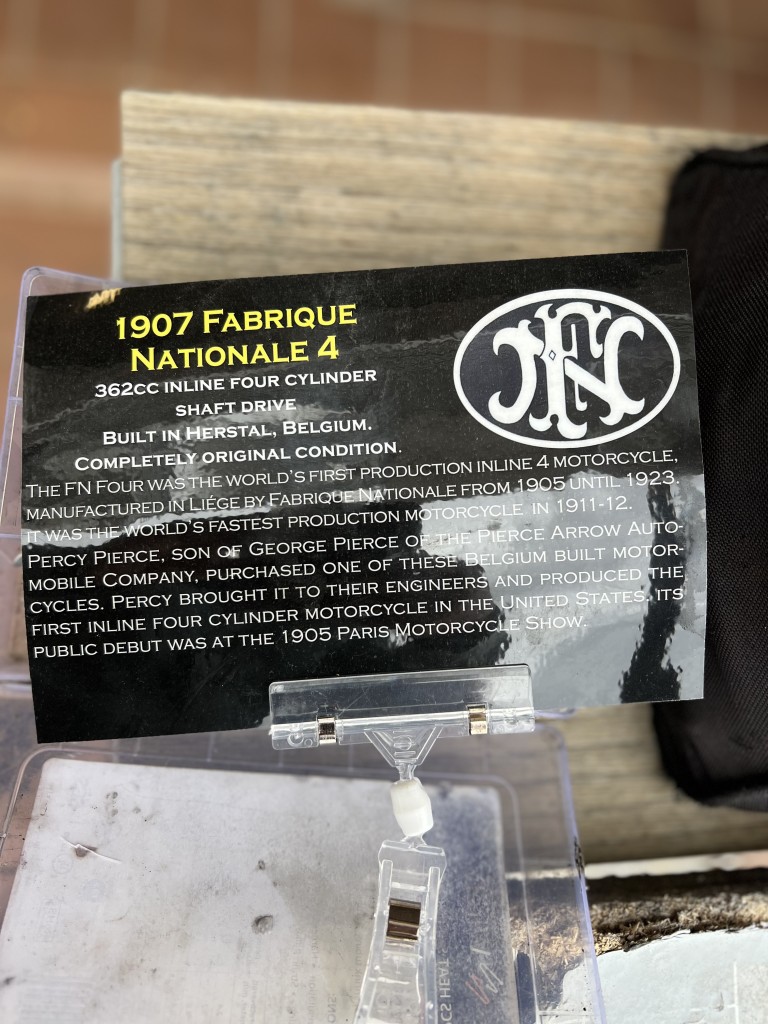 1907 FABRIQUE
NATIONALE 4
362CC INLINE FOUR CYLINDER
SHAFT DRIVE
BUILT IN HERSTAL, BELGIUM.
COMPLETELY ORIGINAL CONDITION.
FN
THE FN FOUR WAS THE WORLD'S FIRST PRODUCTION INLINE 4 MOTORCYCLE,
MANUFACTURED IN LIÉGE BY FABRIQUE NATIONALE FROM 1905 UNTIL 1923.
IT WAS THE WORLD'S FASTEST PRODUCTION MOTORCYCLE IN 1911-12.
PERCY PIERCE, SON OF GEORGE PIERCE OF THE PIERCE ARROW AUTO-
MOBILE COMPANY, PURCHASED ONE OF THESE BELGIUM BUILT MOTOR-
CYCLES. PERCY BROUGHT IT TO THEIR ENGINEERS AND PRODUCED THE
FIRST INLINE FOUR CYLINDER MOTORCYCLE IN THE UNITED STATES. ITS
PUBLIC DEBUT WAS AT THE 1905 PARIS MOTORCYCLE SHOW.